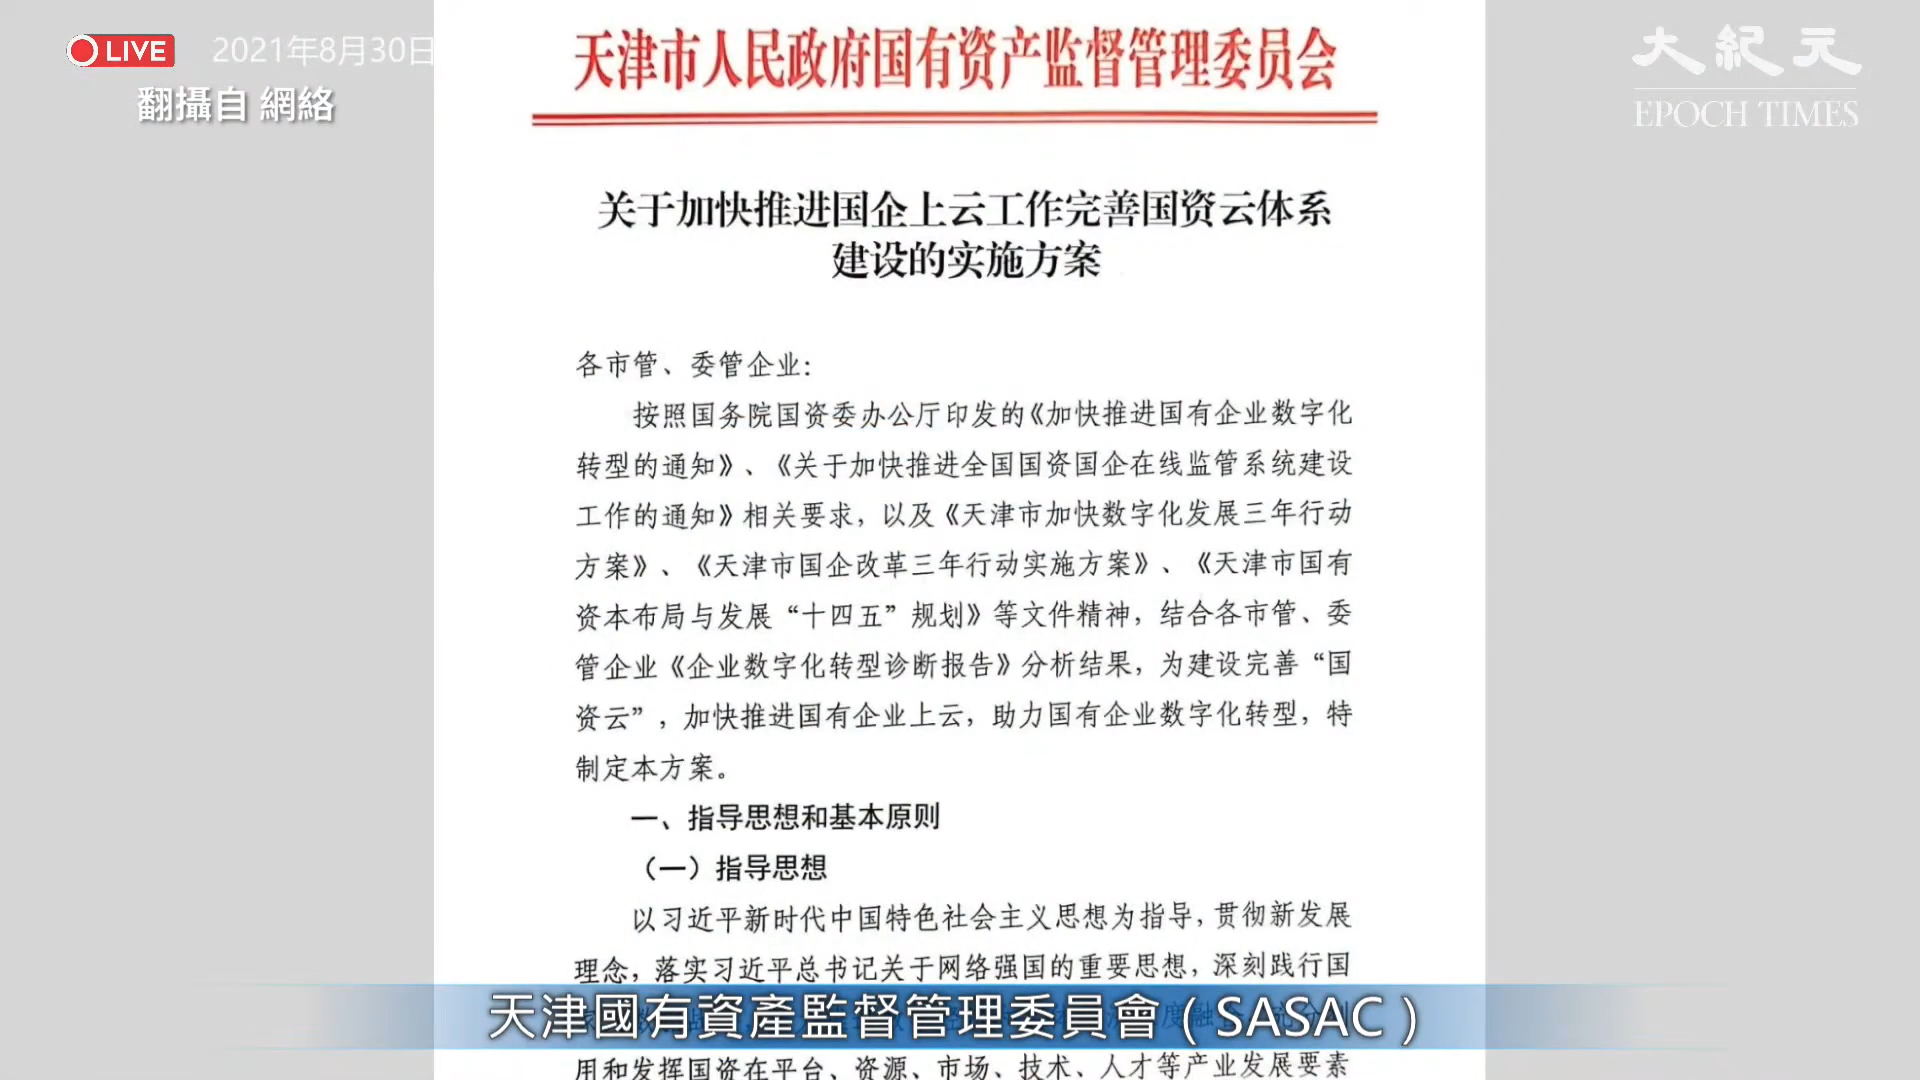 LIVE 2021年8月30日
翻攝自 網絡
大紀元
EPOCH TIMES
天津市人民政府国有资产监督管理委员会
关于加快推进国企上云工作完善国资云体系
建设的实施方案
各市管、委管企业：
按照国务院国资委办公厅印发的《加快推进国有企业数字化
转型的通知》、《关于加快推进全国国资国企在线监管系统建设
工作的通知》相关要求，以及《天津市加快数字化发展三年行动
方案》、《天津市国企改革三年行动实施方案》、《天津市国有
资本布局与发展“十四五”规划》等文件精神，结合各市管、委
管企业《企业数字化转型诊断报告》分析结果，为建设完善“国
资云”，加快推进国有企业上云，助力国有企业数字化转型，特
制定本方案。
一、指导思想和基本原则
（一）指导思想
以习近平新时代中国特色社会主义思想为指导，贯彻新发展
理念，落实习近平总书记关于网络强国的重要思想，深刻践行国
天津國有資產監督管理委員會（SASAC）
用和发挥国资在平台、资源、市场、技术、人才等产业发展要素